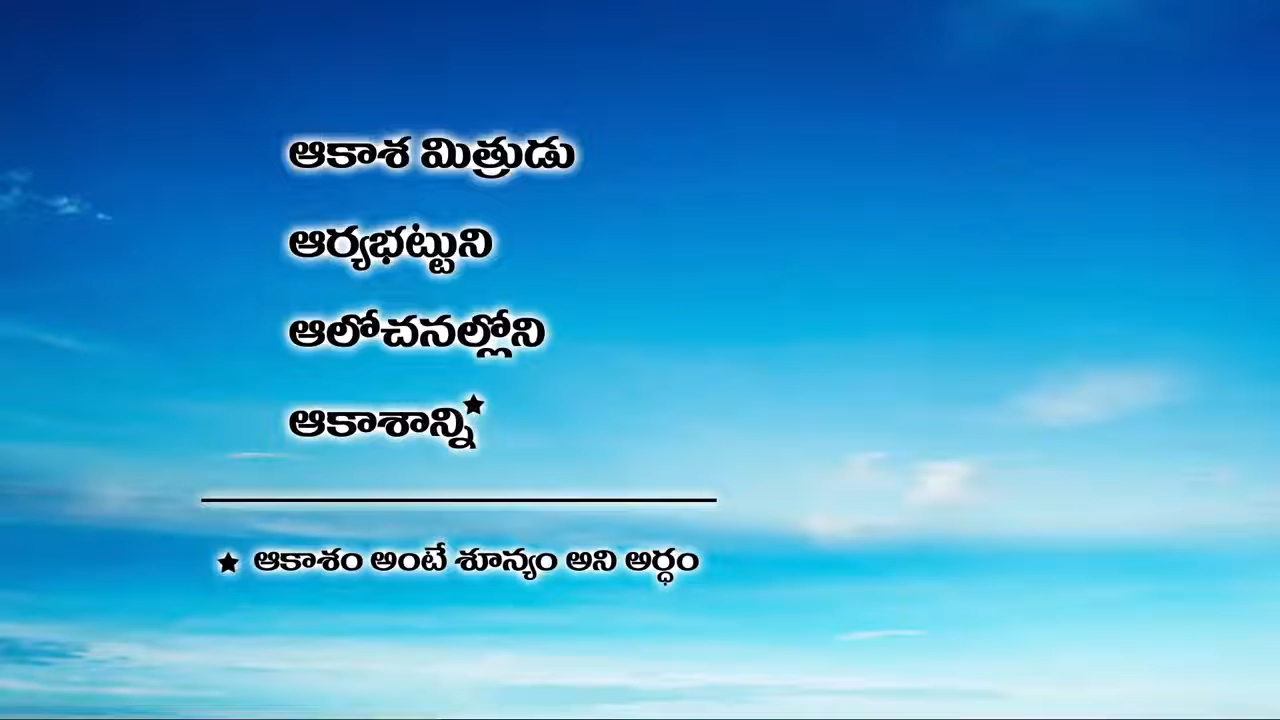 ఆకాశ మిత్రుడు
ఆర్యభట్టుని
ఆలోచనల్లోని
ఆకాశాన్ని★
★ ఆకాశం అంటే శూన్యం అని అర్ధం